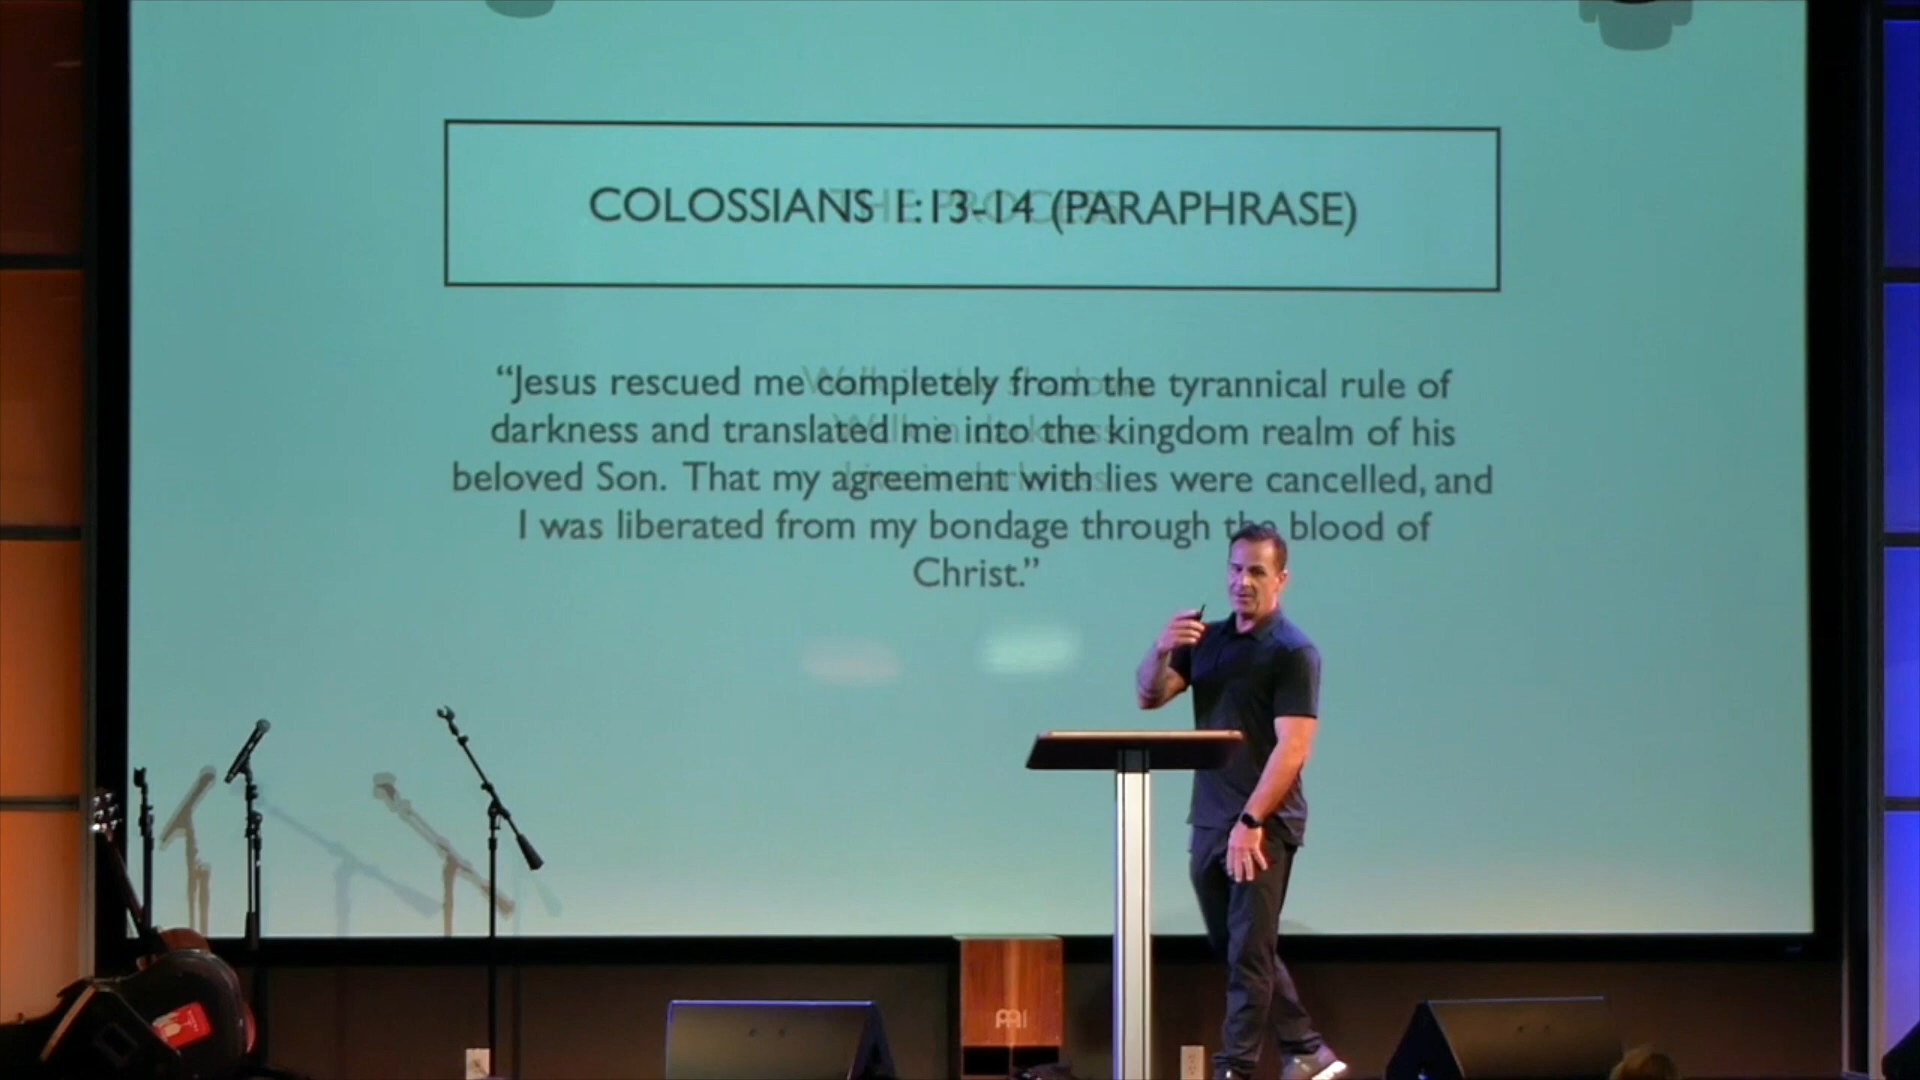 COLOSSIANS 1:13-14 (PARAPHRASE)
THE PROCESS
“Jesus rescued me completely from the tyrannical rule of
darkness and translated me into the kingdom realm of his
beloved Son. That my agreement with lies were cancelled, and
I was liberated from my bondage through the blood of
Christ.”